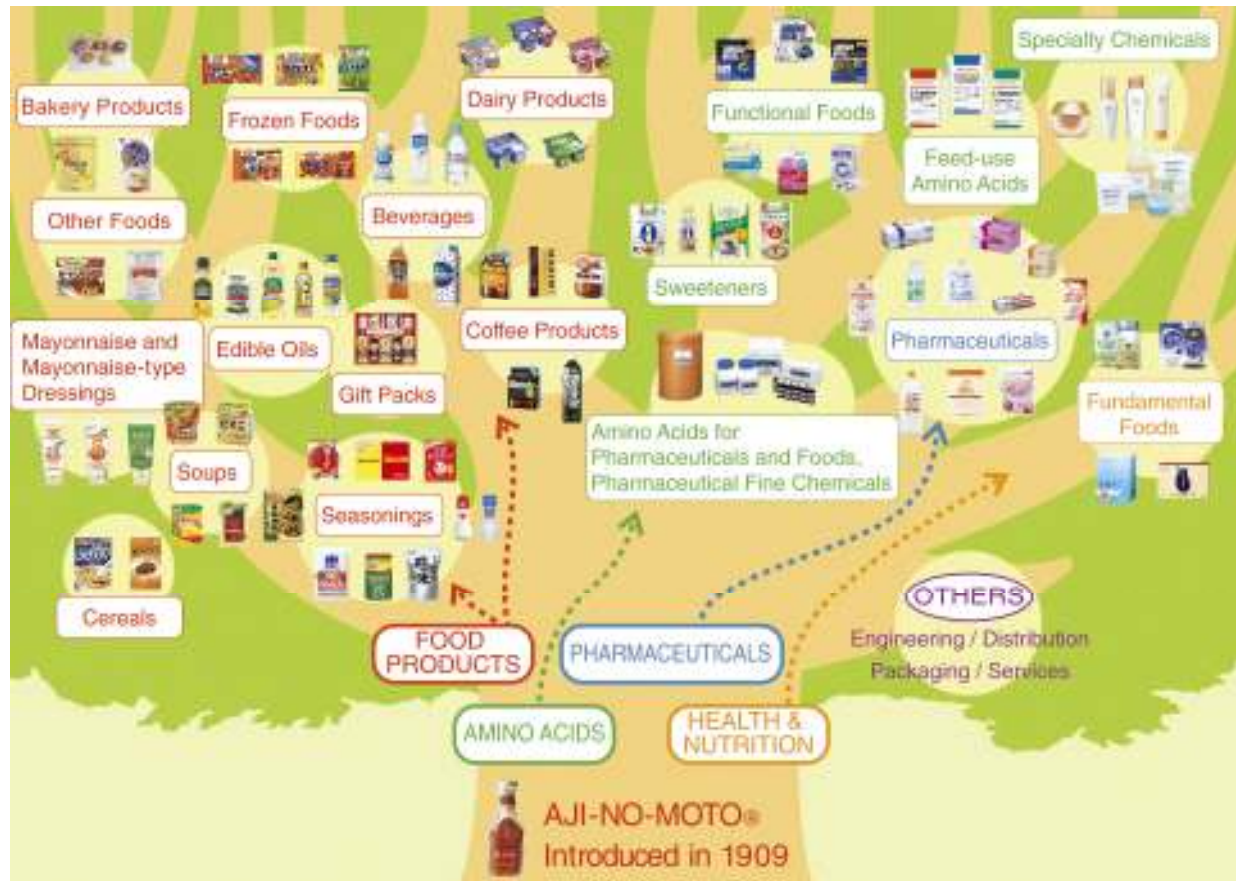 Specialty Chemicals
Bakery Products
Frozen Foods
Dairy Products
Functional Foods
Feed-use
Amino Acids
Other Foods
Beverages
Sweeteners
Mayonnaise and
Mayonnaise-type
Dressings
Edible Oils
Gift Packs
Coffee Products
Pharmaceuticals
Fundamental
Foods
Amino Acids for
Pharmaceuticals and Foods,
Pharmaceutical Fine Chemicals
Soups
Seasonings
Cereals
FOOD
PRODUCTS
PHARMACEUTICALS
OTHERS
Engineering / Distribution
Packaging / Services
AMINO ACIDS
HEALTH &
NUTRITION
AJI-NO-MOTO®
Introduced in 1909